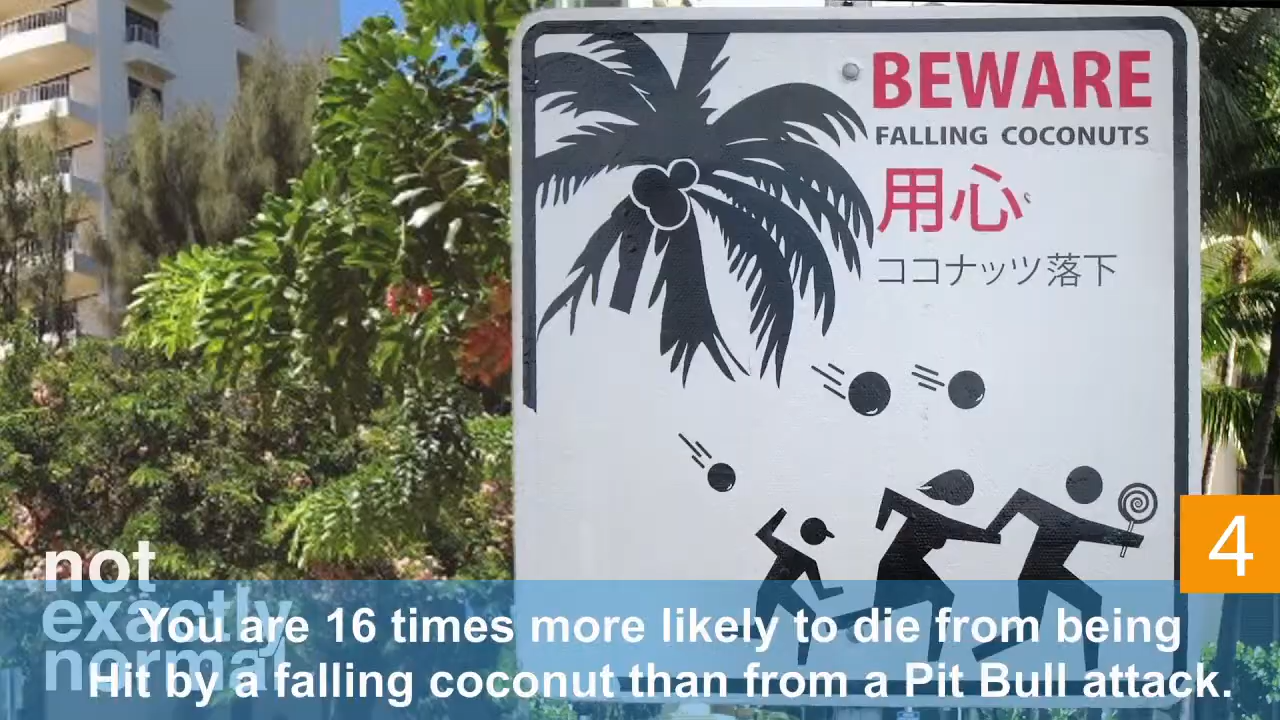 BEWARE
FALLING COCONUTS
用心
ココナッツ落下
4
not
exactly
normal
You are 16 times more likely to die from being
Hit by a falling coconut than from a Pit Bull attack.